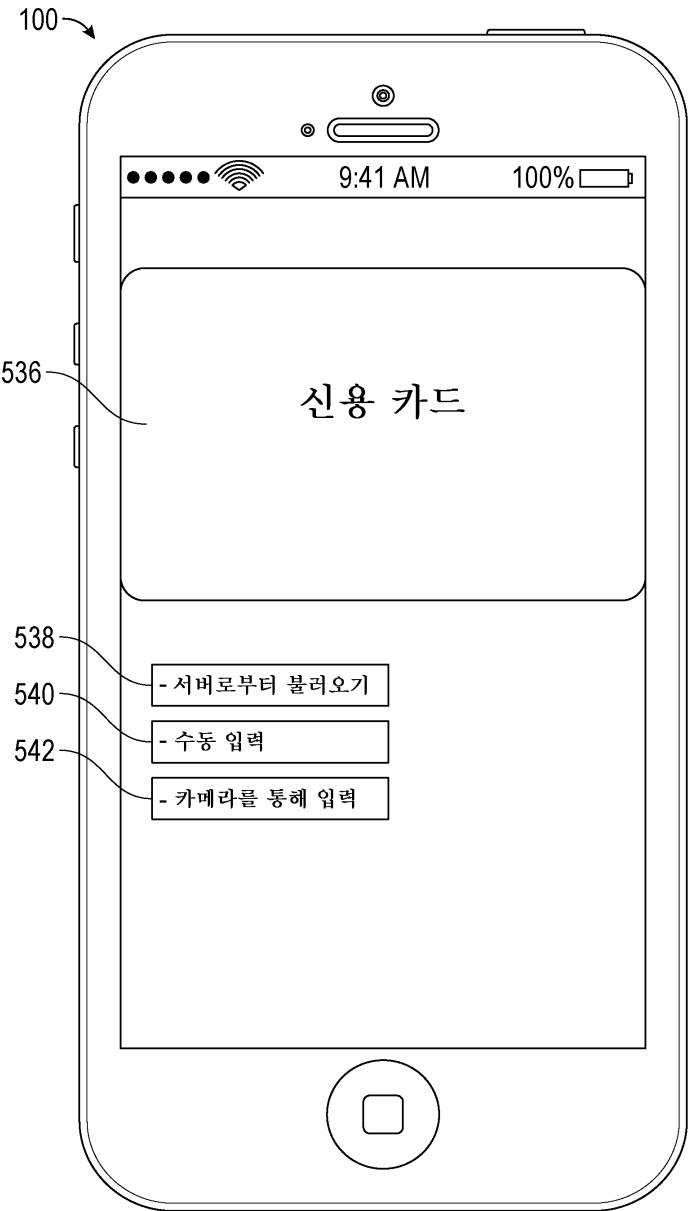 100
9:41 AM 100%
536
신용 카드
538
- 서버로부터 불러오기
540
- 수동 입력
542
- 카메라를 통해 입력